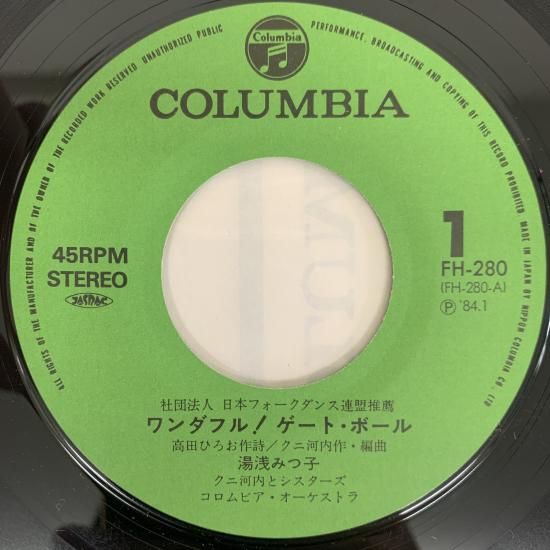 ALL RIGHTS OF THE MANUFACTURER AND OF THE OWNER OF THE RECORDED WORK RESERVED UNAUTHORIZED PUBLIC PERFORMANCE, BROADCASTING AND COPYING OF THIS RECORD PROHIBITED. MADE IN JAPAN BY NIPPON COLUMBIA CO. LTD
Columbia
COLUMBIA
45RPM
STEREO
JASRAC
1
FH-280
(FH-280-A)
Ⓟ '84.1
社団法人 日本フォークダンス連盟推薦
ワンダフル!ゲート・ボール
高田ひろお作詩/クニ河内作・編曲
湯浅みつ子
クニ河内とシスターズ
コロムビア・オーケストラ